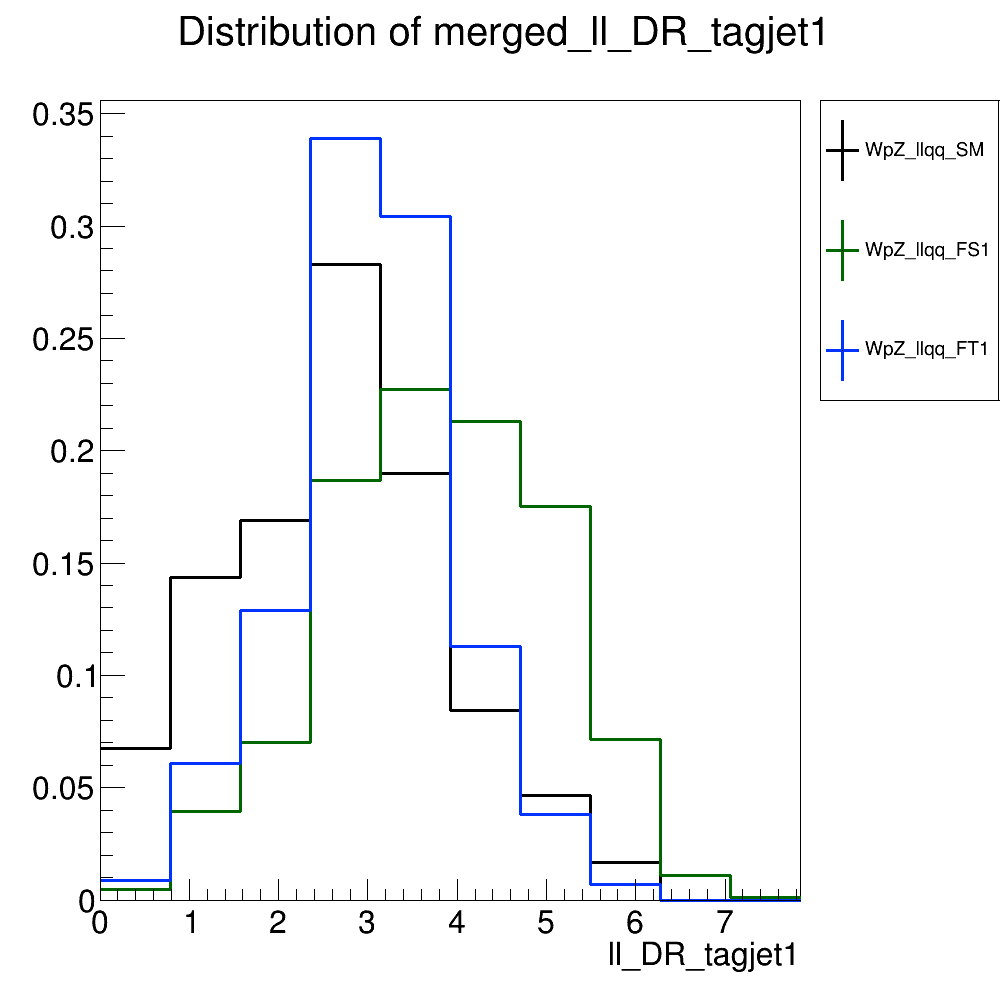 Distribution of merged_ll_DR_tagjet1
0.35
0.3
0.25
0.2
0.15
0.1
0.05
0
0 1 2 3 4 5 6 7
ll_DR_tagjet1
WpZ_llqq_SM
WpZ_llqq_FS1
WpZ_llqq_FT1